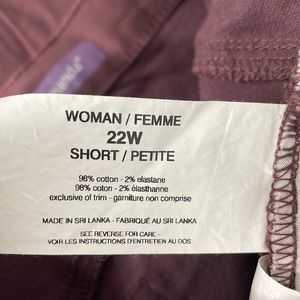 WOMAN / FEMME
22W
SHORT / PETITE
98% cotton - 2% elastane
98% coton - 2% élasthanne
exclusive of trim - garniture non comprise
MADE IN SRI LANKA - FABRIQUÉ AU SRI LANKA
SEE REVERSE FOR CARE -
VOIR LES INSTRUCTIONS D'ENTRETIEN AU DOS